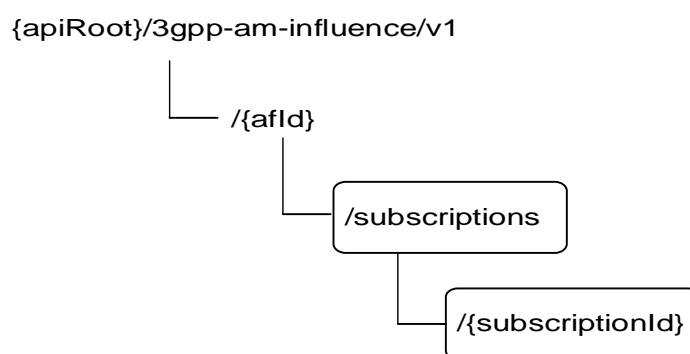 {apiRoot}/3gpp-am-influence/v1
/{afId}
/subscriptions
/{subscriptionId}